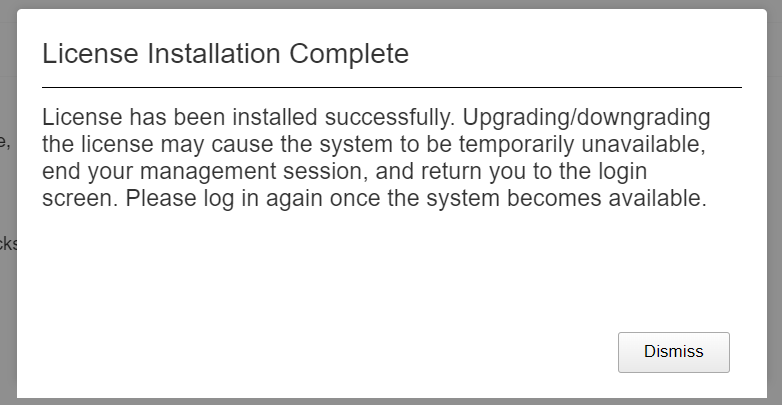 License Installation Complete
License has been installed successfully. Upgrading/downgrading
e,
the license may cause the system to be temporarily unavailable,
end your management session, and return you to the login
screen. Please log in again once the system becomes available.
cks
Dismiss